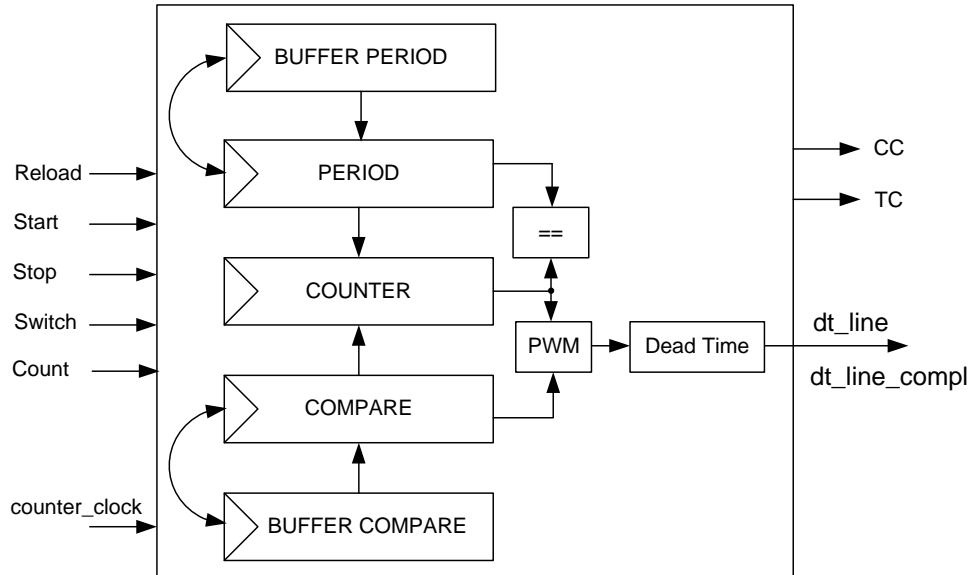 BUFFER PERIOD
PERIOD
==
COUNTER
PWM
Dead Time
COMPARE
BUFFER COMPARE
Reload
Start
Stop
Switch
Count
counter_clock
CC
TC
dt_line
dt_line_compl